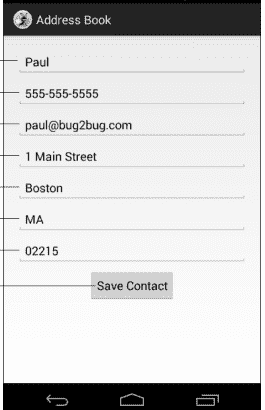 Address Book
Paul
555-555-5555
paul@bug2bug.com
1 Main Street
Boston
MA
02215
Save Contact